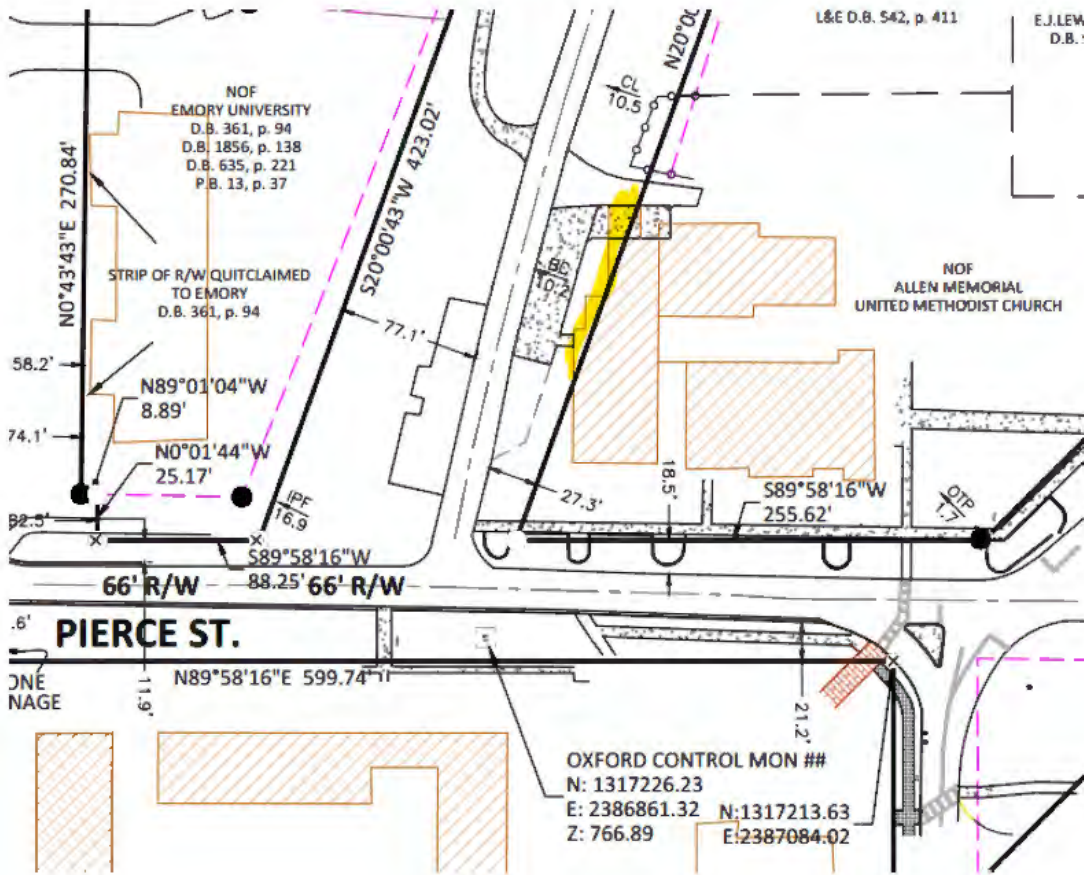 L&E D.B. 542, p. 411
E.J.LEW
D.B.
N20°00
CL
10.5
NOF
EMORY UNIVERSITY
D.B. 361, p. 94
D.B. 1856, p. 138
D.B. 635, p. 221
P.B. 13, p. 37
N0°43'43"E 270.84'
S20°00'43"W 423.02'
STRIP OF R/W QUITCLAIMED
TO EMORY
D.B. 361, p. 94
BC
10.2
NOF
ALLEN MEMORIAL
UNITED METHODIST CHURCH
77.1'
58.2'
N89°01'04"W
8.89'
74.1'
N0°01'44"W
25.17'
IPF
16.9
27.3'
18.5'
S89°58'16"W
255.62'
OTP
1.7
82.5'
S89°58'16"W
88.25'
66' R/W
66' R/W
.6'
PIERCE ST.
ONE
NAGE
11.9'
N89°58'16"E 599.74'
21.2'
OXFORD CONTROL MON ##
N: 1317226.23
E: 2386861.32
Z: 766.89
N:1317213.63
E:2387084.02